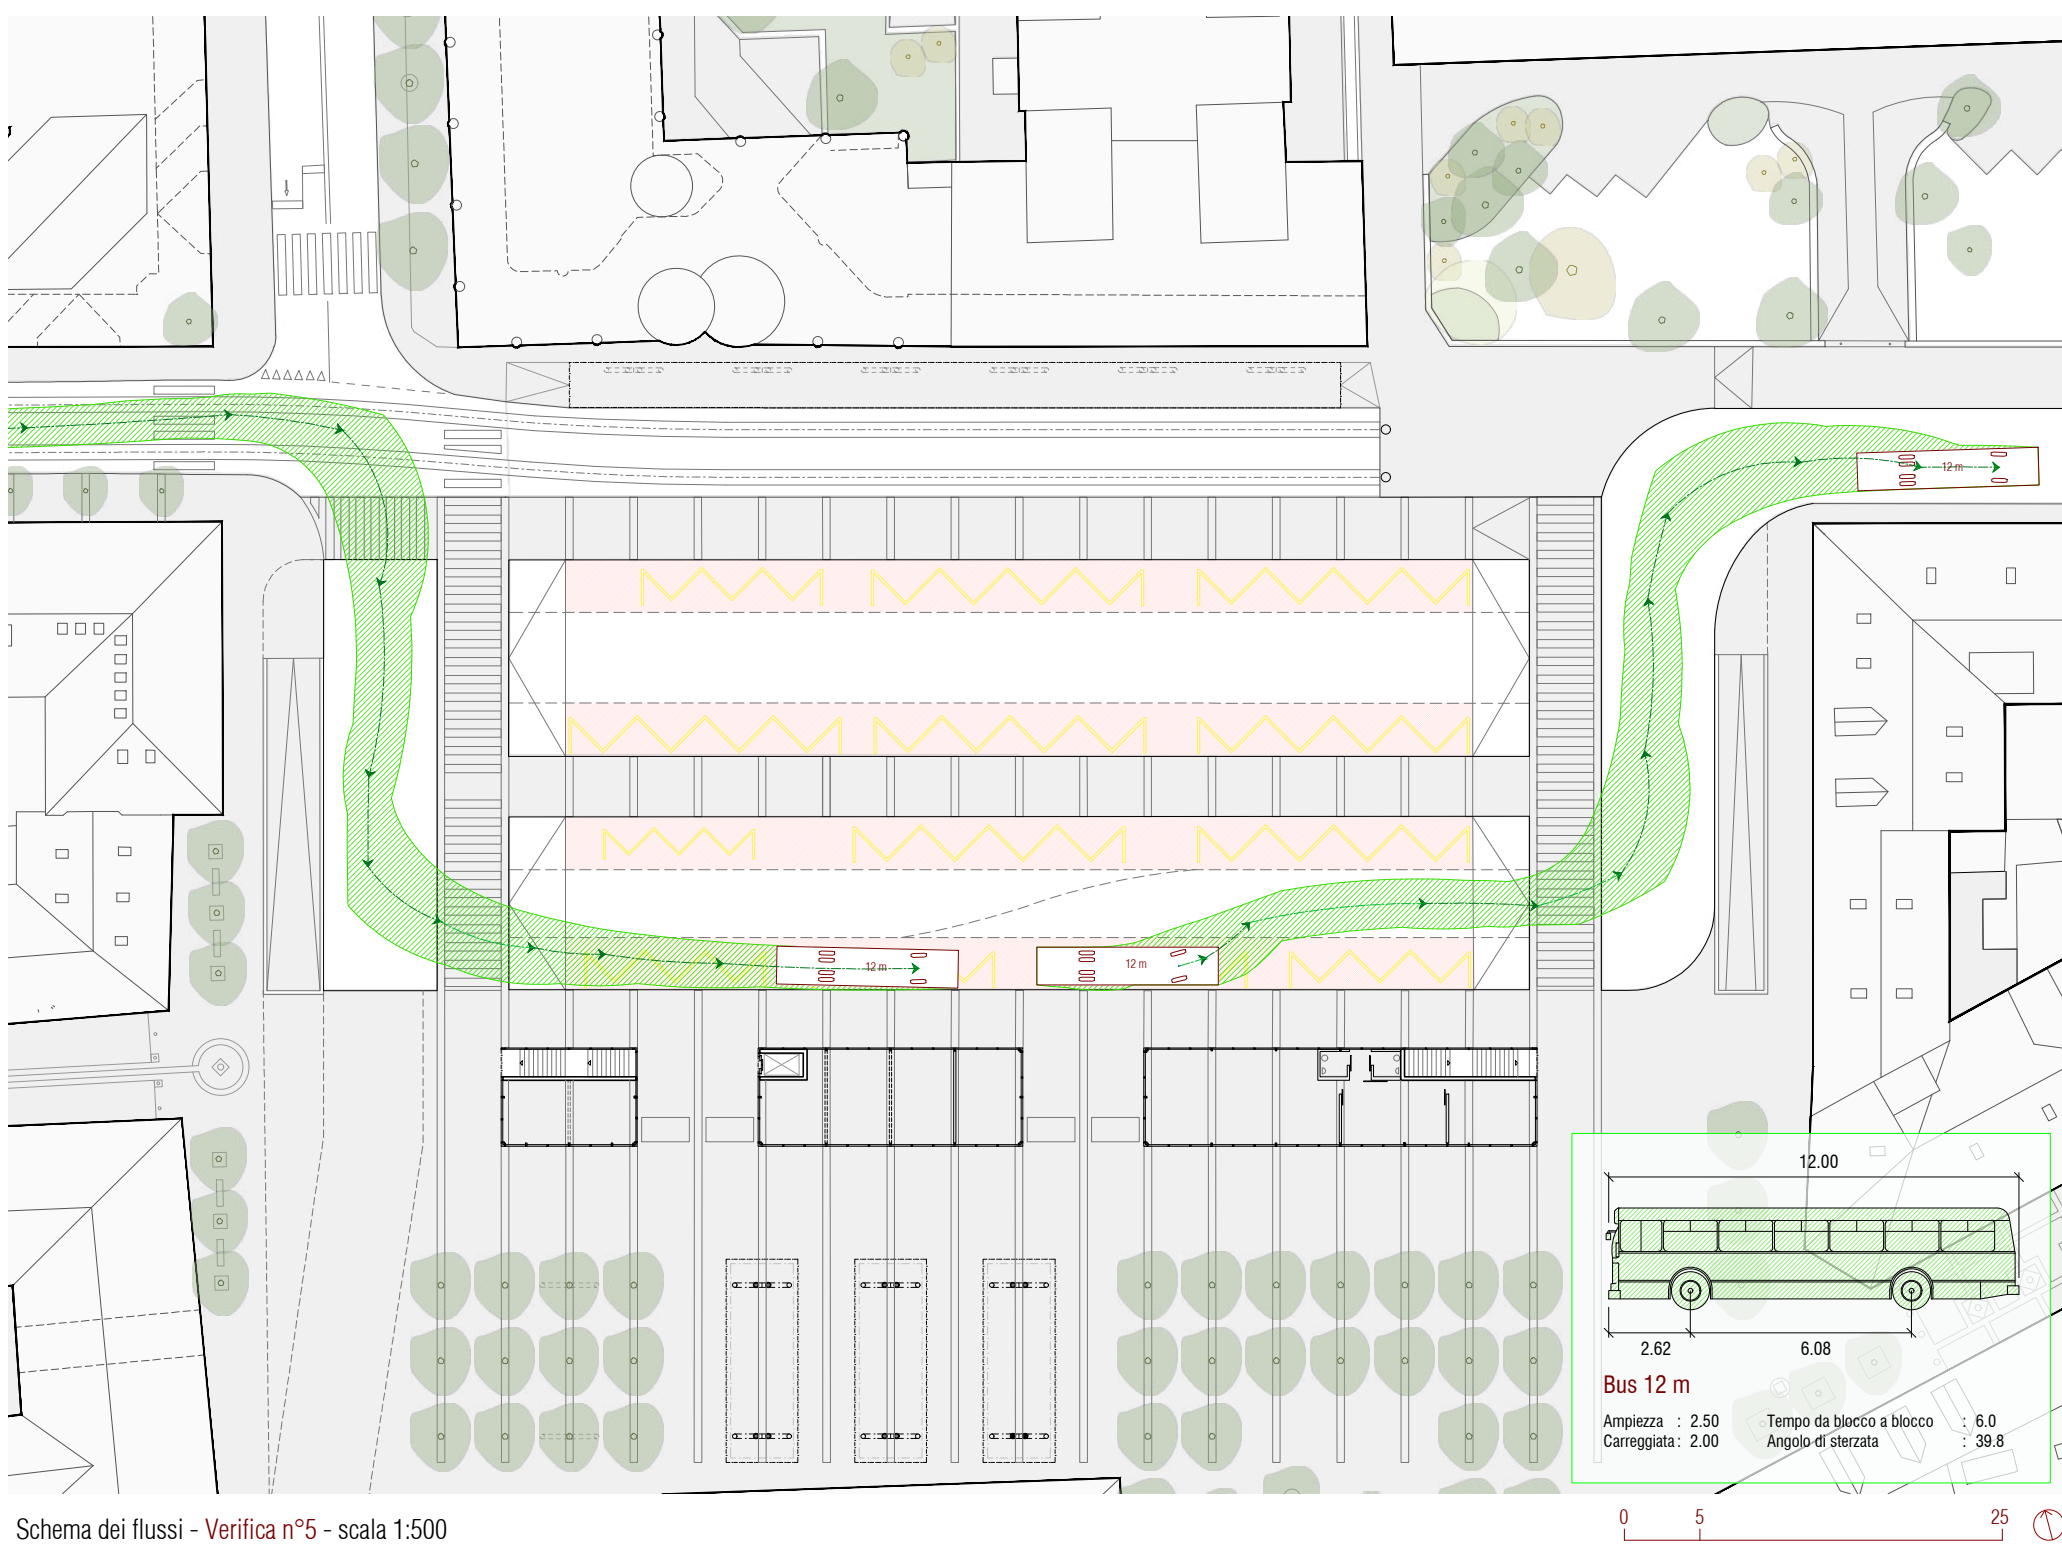 12 m
12 m
12 m
12.00
2.62
6.08
Bus 12 m
Ampiezza : 2.50
Tempo da blocco a blocco : 6.0
Carreggiata : 2.00
Angolo di sterzata : 39.8
Schema dei flussi - Verifica n°5 - scala 1:500
0 5 25